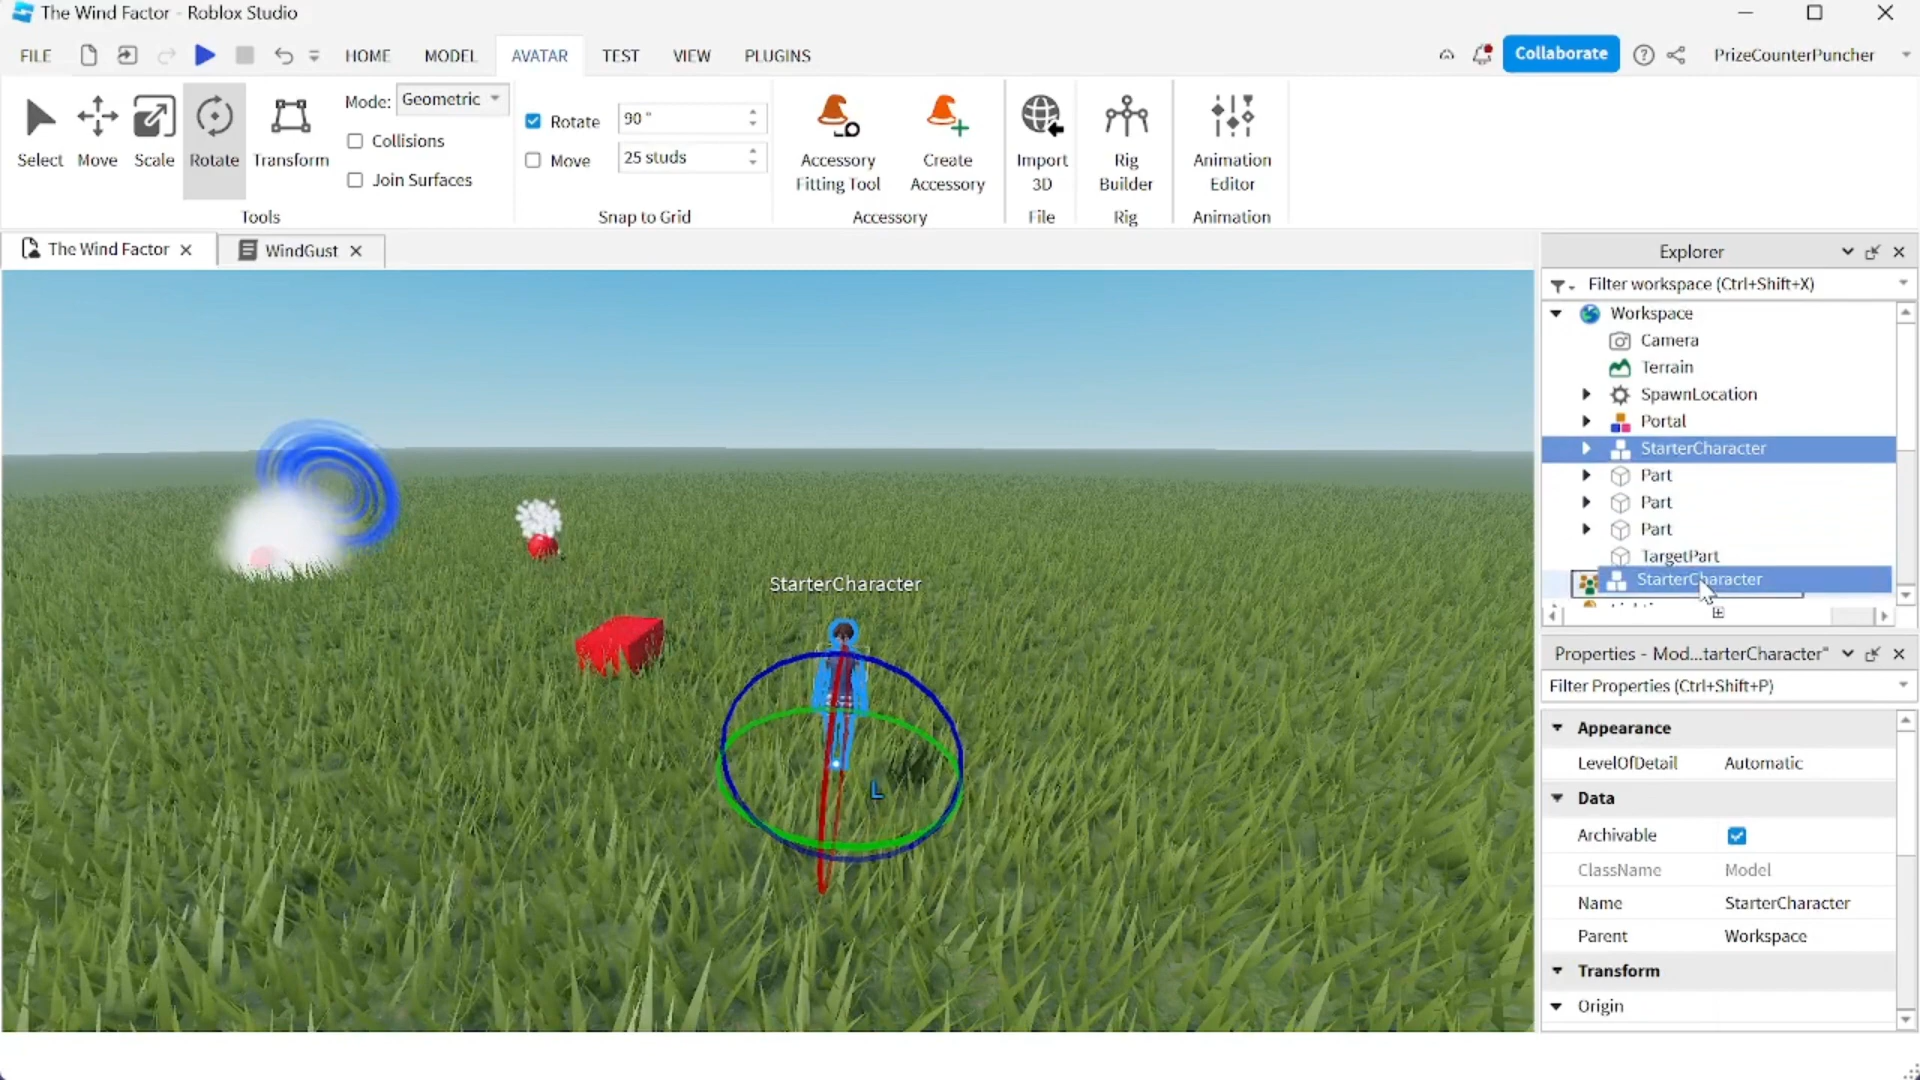 The Wind Factor - Roblox Studio
FILE
HOME
MODEL
AVATAR
TEST
VIEW
PLUGINS
Collaborate
PrizeCounterPuncher
Select
Move
Scale
Rotate
Transform
Mode:
Geometric
Collisions
Join Surfaces
Tools
Rotate
90 °
Move
25 studs
Snap to Grid
Accessory
Fitting Tool
Create
Accessory
Accessory
Import
3D
File
Rig
Builder
Rig
Animation
Editor
Animation
The Wind Factor
WindGust
StarterCharacter
L
Explorer
Filter workspace (Ctrl+Shift+X)
Workspace
Camera
Terrain
SpawnLocation
Portal
StarterCharacter
Part
Part
Part
TargetPart
StarterCharacter
Properties - Mod...tarterCharacter"
Filter Properties (Ctrl+Shift+P)
Appearance
LevelOfDetail Automatic
Data
Archivable
ClassName Model
Name StarterCharacter
Parent Workspace
Transform
Origin